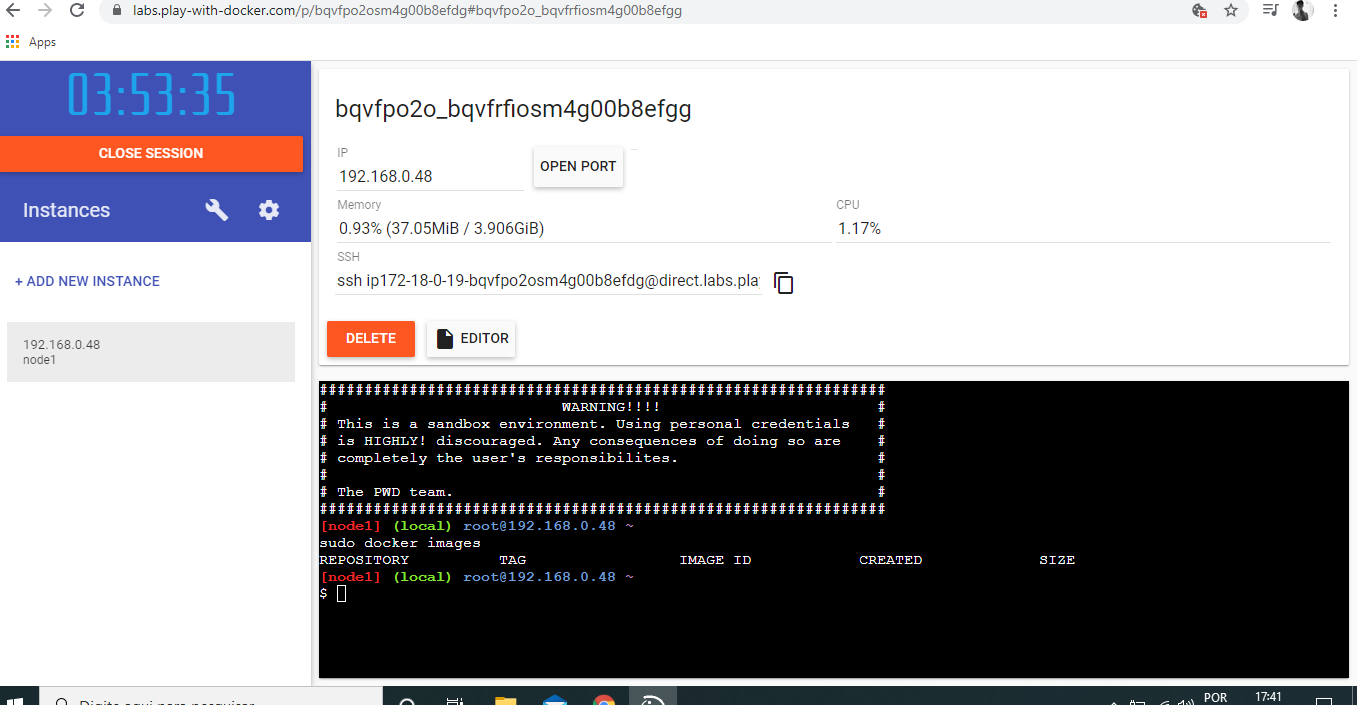 labs.play-with-docker.com/p/bqvfpo2osm4g00b8efdg#bqvfpo2o_bqvfrfiosm4g00b8efgg
Apps
03:53:35
CLOSE SESSION
Instances
+ ADD NEW INSTANCE
192.168.0.48
node1
bqvfpo2o_bqvfrfiosm4g00b8efgg
IP
192.168.0.48
OPEN PORT
Memory
0.93% (37.05MiB / 3.906GiB)
CPU
1.17%
SSH
ssh ip172-18-0-19-bqvfpo2osm4g00b8efdg@direct.labs.pla
DELETE
EDITOR
###############################################################
# WARNING!!!! #
# This is a sandbox environment. Using personal credentials #
# is HIGHLY! discouraged. Any consequences of doing so are #
# completely the user's responsibilites. #
# #
# The PWD team. #
###############################################################
[node1] (local) root@192.168.0.48 ~
sudo docker images
REPOSITORY TAG IMAGE ID CREATED SIZE
[node1] (local) root@192.168.0.48 ~
$
Digite aqui para pesquisar
POR
17:41